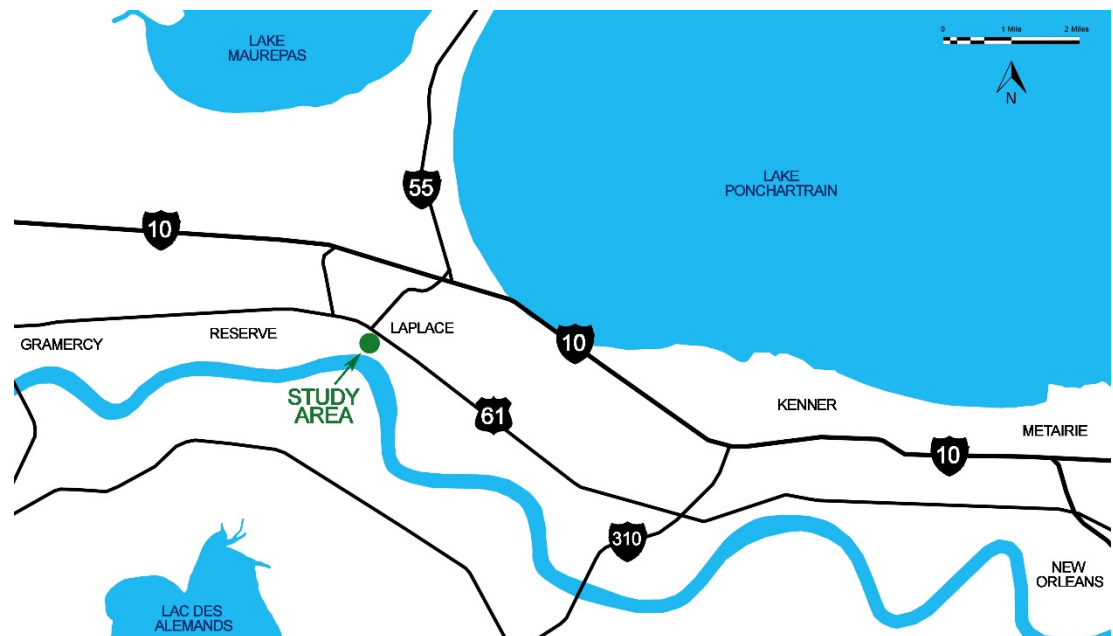 LAKE
MAUREPAS
0 1 Mile 2 Miles
N
55
LAKE
PONCHARTRAIN
10
RESERVE
LAPLACE
GRAMERCY
10
STUDY
AREA
61
KENNER
METAIRIE
10
310
NEW
ORLEANS
LAC DES
ALEMANDS